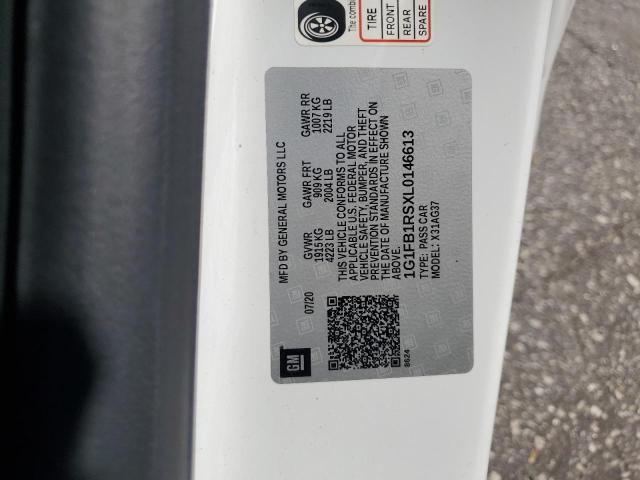 The combin
TIRE
FRONT
REAR
SPARE
MFD BY GENERAL MOTORS LLC
07/20
GVWR GAWR FRT GAWR RR
1915 KG 909 KG 1007 KG
4223 LB 2004 LB 2219 LB
THIS VEHICLE CONFORMS TO ALL
APPLICABLE U.S. FEDERAL MOTOR
VEHICLE SAFETY, BUMPER, AND THEFT
PREVENTION STANDARDS IN EFFECT ON
THE DATE OF MANUFACTURE SHOWN
ABOVE.
1G1FB1RSXL0146613
TYPE: PASS CAR
MODEL: X31AG37
GM
8624